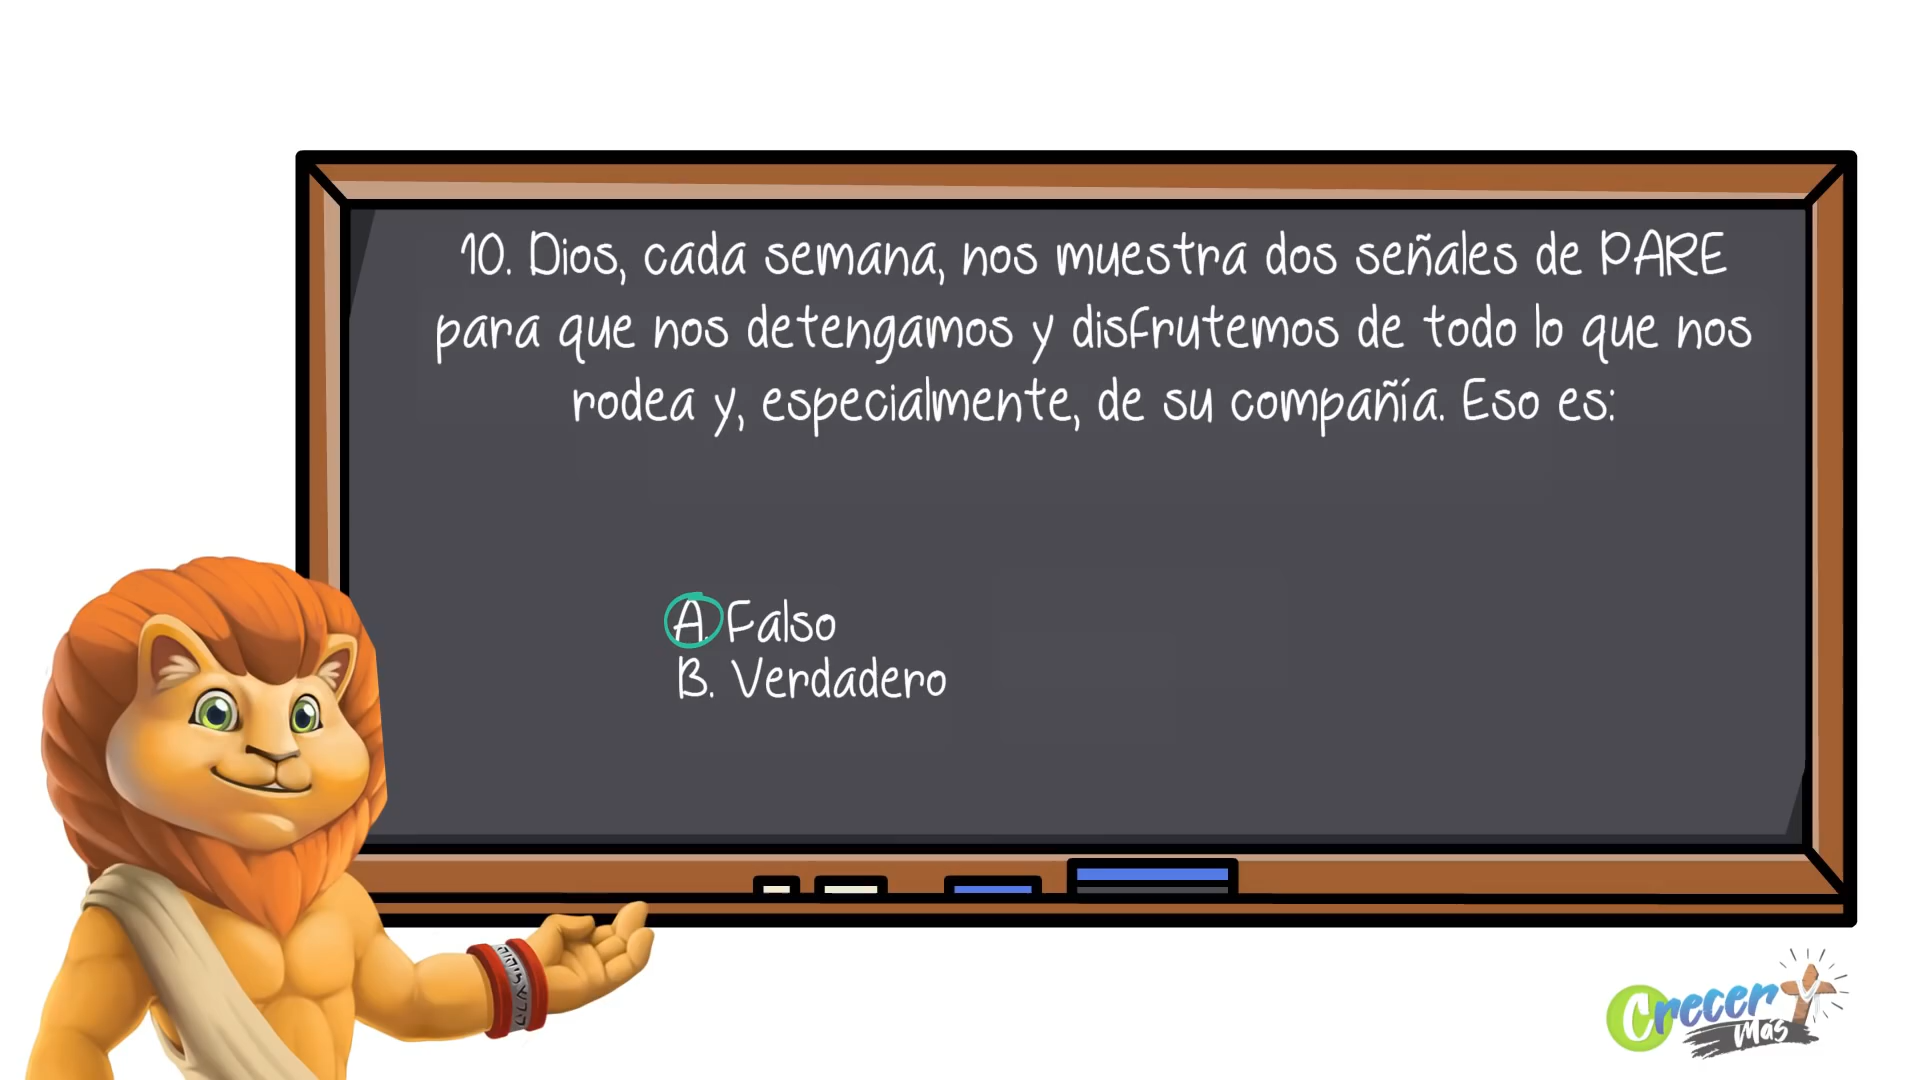 10. Dios, cada semana, nos muestra dos señales de PARE
para que nos detengamos y disfrutemos de todo lo que nos
rodea y, especialmente, de su compañía. Eso es:
A. Falso
B. Verdadero
Crecer
Más